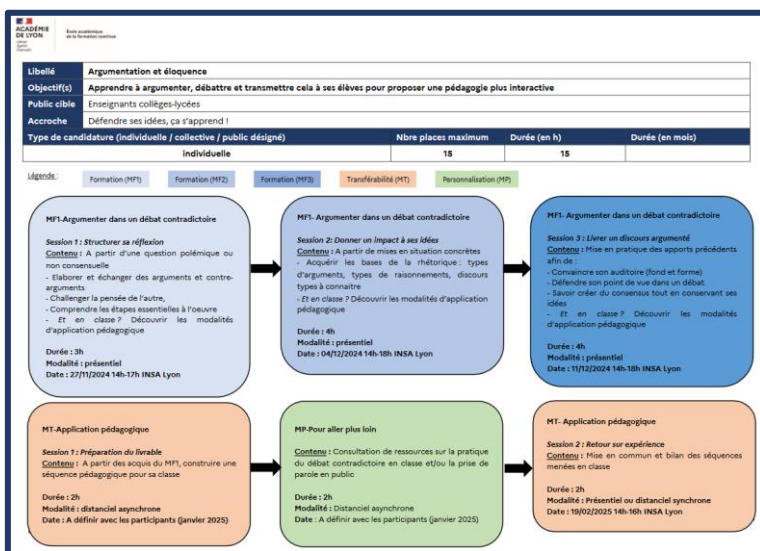 ACADÉMIE
DE LYON
École académique
de la formation continue
Libellé Argumentation et éloquence
Objectif(s) Apprendre à argumenter, débattre et transmettre cela à ses élèves pour proposer une pédagogie plus interactive
Public cible Enseignants collèges-lycées
Accroche Défendre ses idées, ça s'apprend !
Type de candidature (individuelle / collective / public désigné) Nbre places maximum Durée (en h) Durée (en mois)
individuelle 15 15
Légende : Formation (MF1) Formation (MF2) Formation (MF3) Transférabilité (MT) Personnalisation (MP)
MF1-Argumenter dans un débat contradictoire
Session 1 : Structurer sa réflexion
Contenu : A partir d'une question polémique ou
non consensuelle
- Elaborer et échanger des arguments et contre-
arguments
- Challenger la pensée de l'autre,
- Comprendre les étapes essentielles à l'oeuvre
- Et en classe ? Découvrir les modalités
d'application pédagogique
Durée : 3h
Modalité : présentiel
Date : 27/11/2024 14h-17h INSA Lyon
MF1- Argumenter dans un débat contradictoire
Session 2: Donner un impact à ses idées
Contenu : A partir de mises en situation concrètes
- Acquérir les bases de la rhétorique : types
d'arguments, types de raisonnements, discours
types à connaitre
- Et en classe ? Découvrir les modalités d'application
pédagogique
Durée : 4h
Modalité : présentiel
Date : 04/12/2024 14h-18h INSA Lyon
MF1- Argumenter dans un débat contradictoire
Session 3 : Livrer un discours argumenté
Contenu : Mise en pratique des apports précédents
afin de :
- Convaincre son auditoire (fond et forme)
- Défendre son point de vue dans un débat
- Savoir créer du consensus tout en conservant ses
idées
- Et en classe ? Découvrir les modalités
d'application pédagogique
Durée : 4h
Modalité : présentiel
Date : 11/12/2024 14h-18h INSA Lyon
MT-Application pédagogique
Session 1 : Préparation du livrable
Contenu : A partir des acquis du MF1, construire une
séquence pédagogique pour sa classe
Durée : 2h
Modalité : distanciel asynchrone
Date : A définir avec les participants (janvier 2025)
MP-Pour aller plus loin
Contenu : Consultation de ressources sur la pratique
du débat contradictoire en classe et/ou la prise de
parole en public
Durée : 2h
Modalité : Distanciel asynchrone
Date : A définir avec les participants (janvier 2025)
MT- Application pédagogique
Session 2 : Retour sur expérience
Contenu : Mise en commun et bilan des séquences
menées en classe
Durée : 2h
Modalité : Présentiel ou distanciel synchrone
Date : 19/02/2025 14h-16h INSA Lyon